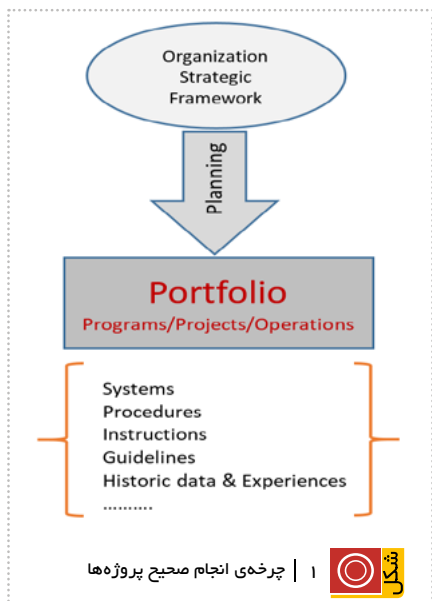 Organization
Strategic
Framework
Planning
Portfolio
Programs/Projects/Operations
Systems
Procedures
Instructions
Guidelines
Historic data & Experiences
..........
شکل ۱ | چرخه‌ی انجام صحیح پروژه‌ها